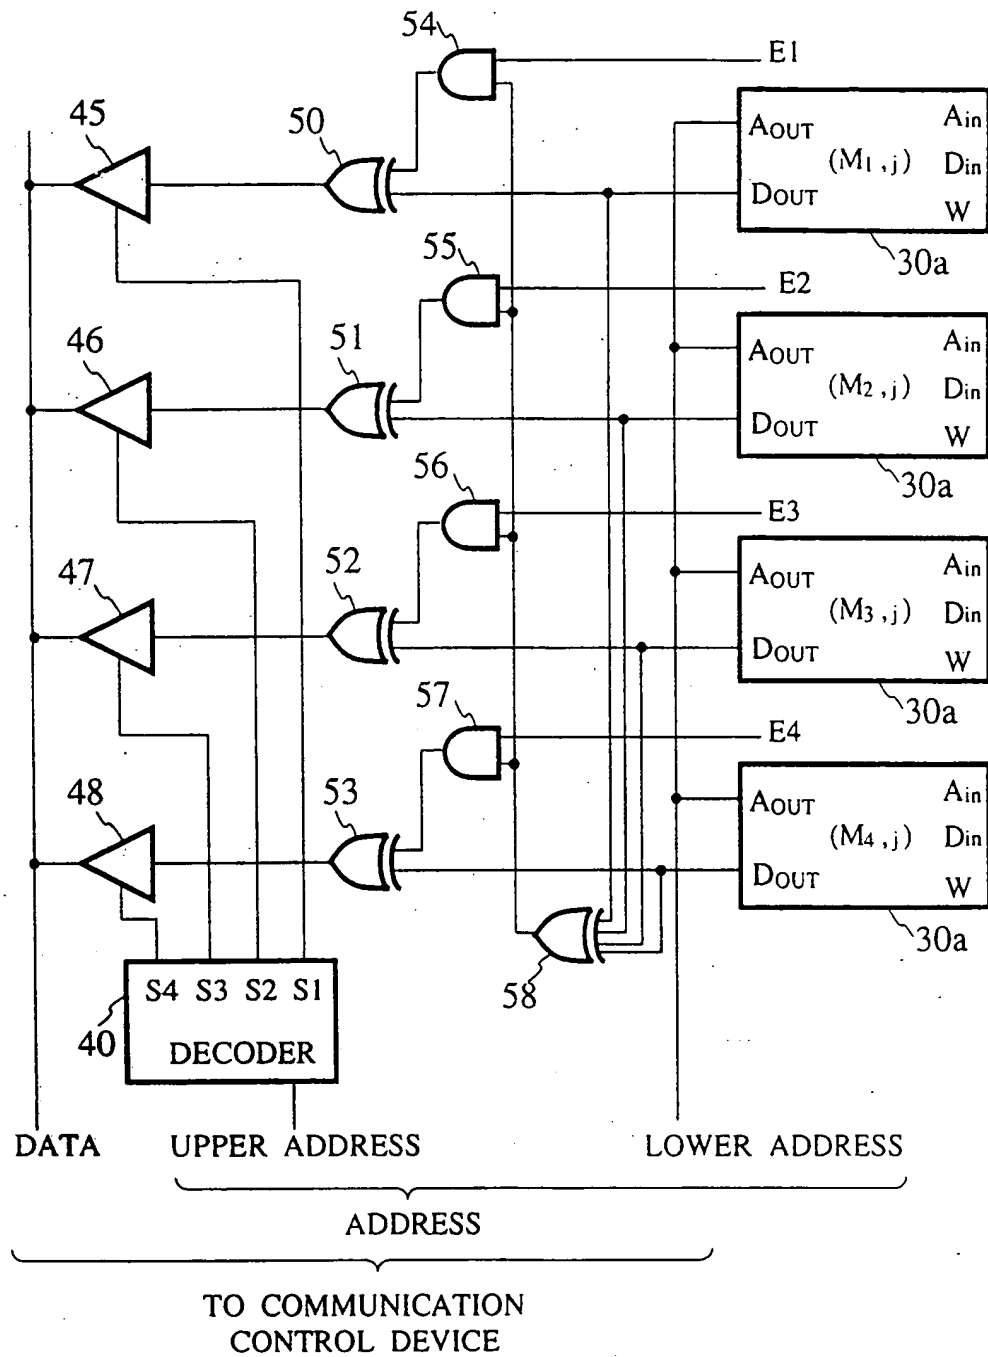 54
E1
45
50
AOUT
Ain
(M1,j)
Din
DOUT
W
30a
55
E2
46
51
AOUT
Ain
(M2,j)
Din
DOUT
W
30a
56
E3
47
52
AOUT
Ain
(M3,j)
Din
DOUT
W
30a
57
E4
48
53
AOUT
Ain
(M4,j)
Din
DOUT
W
30a
58
S4 S3 S2 S1
40
DECODER
DATA
UPPER ADDRESS
LOWER ADDRESS
ADDRESS
TO COMMUNICATION
CONTROL DEVICE